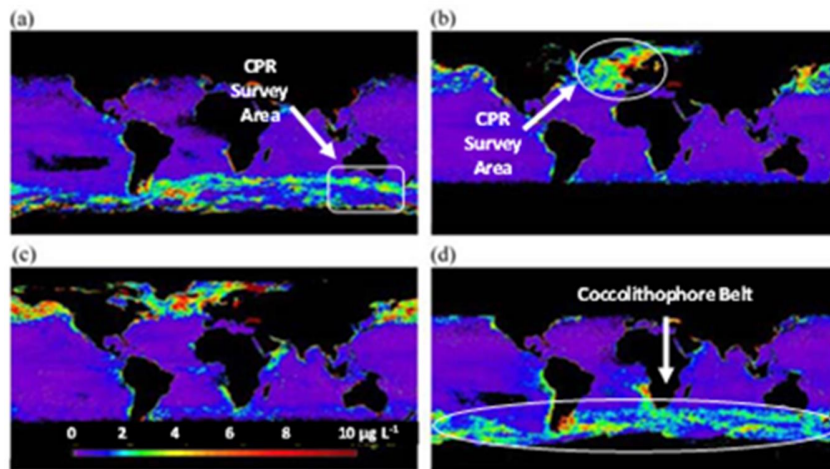 (a)
CPR
Survey
Area
(b)
CPR
Survey
Area
(c)
0 2 4 6 8 10 µg L⁻¹
(d)
Coccolithophore Belt